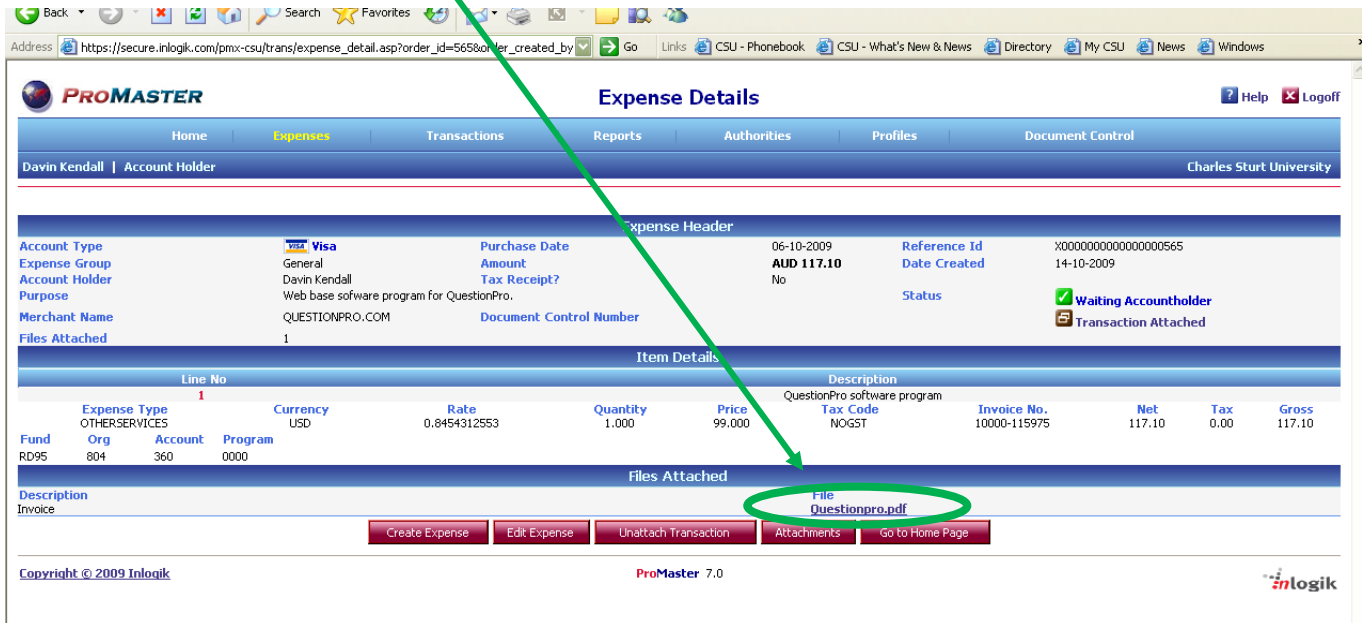 Back Search Favorites
Address https://secure.inlogik.com/pmx-csu/trans/expense_detail.asp?order_id=565&order_created_by Go Links CSU - Phonebook CSU - What's New & News Directory My CSU News Windows
PROMASTER Expense Details Help Logoff
Home Expenses Transactions Reports Authorities Profiles Document Control
Davin Kendall | Account Holder Charles Sturt University
Expense Header
Account Type VISA Visa Purchase Date 06-10-2009 Reference Id X0000000000000000565
Expense Group General Amount AUD 117.10 Date Created 14-10-2009
Account Holder Davin Kendall Tax Receipt? No
Purpose Web base sofware program for QuestionPro. Status Waiting Accountholder
Merchant Name QUESTIONPRO.COM Document Control Number Transaction Attached
Files Attached 1
Item Details
Line No Description
1 QuestionPro software program
Expense Type Currency Rate Quantity Price Tax Code Invoice No. Net Tax Gross
OTHERSERVICES USD 0.8454312553 1.000 99.000 NOGST 10000-115975 117.10 0.00 117.10
Fund Org Account Program
RD95 804 360 0000
Files Attached
Description File
Invoice Questionpro.pdf
Create Expense Edit Expense Unattach Transaction Attachments Go to Home Page
Copyright © 2009 Inlogik ProMaster 7.0 inlogik